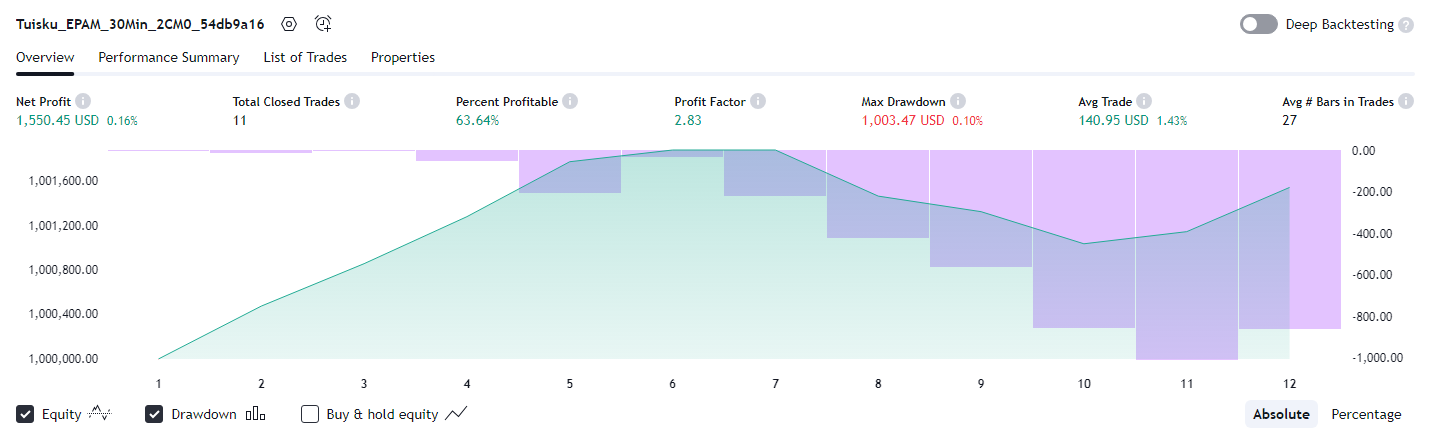 Tuisku_EPAM_30Min_2CM0_54db9a16 Deep Backtesting ?
Overview Performance Summary List of Trades Properties
Net Profit Total Closed Trades Percent Profitable Profit Factor Max Drawdown Avg Trade Avg # Bars in Trades
1,550.45 USD 0.16% 11 63.64% 2.83 1,003.47 USD 0.10% 140.95 USD 1.43% 27
0.00
1,001,600.00
-200.00
1,001,200.00
-400.00
1,000,800.00
-600.00
1,000,400.00
-800.00
1,000,000.00
-1,000.00
1 2 3 4 5 6 7 8 9 10 11 12
Equity Drawdown Buy & hold equity Absolute Percentage